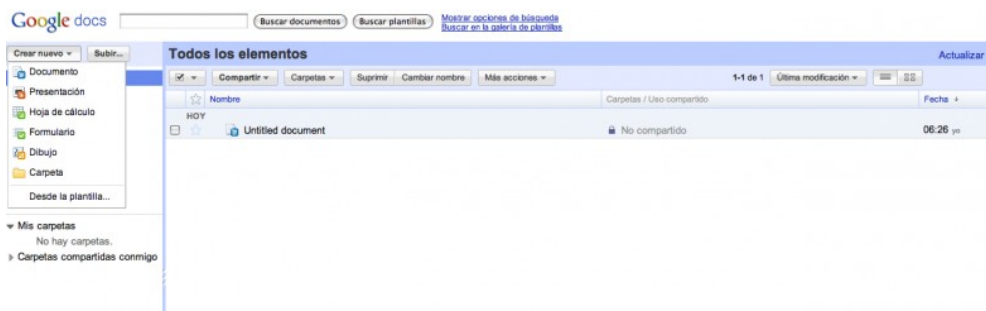 Google docs Buscar documentos Buscar plantillas Mostrar opciones de búsqueda
Buscar en la galería de plantillas
Crear nuevo Subir... Todos los elementos Actualizar
Documento
Compartir Carpetas Suprimir Cambiar nombre Más acciones 1-1 de 1 Última modificación
Presentación
Nombre Carpetas / Uso compartido Fecha
Hoja de cálculo
HOY
Formulario Untitled document No compartido 06:26 yo
Dibujo
Carpeta
Desde la plantilla...
Mis carpetas
No hay carpetas.
Carpetas compartidas conmigo